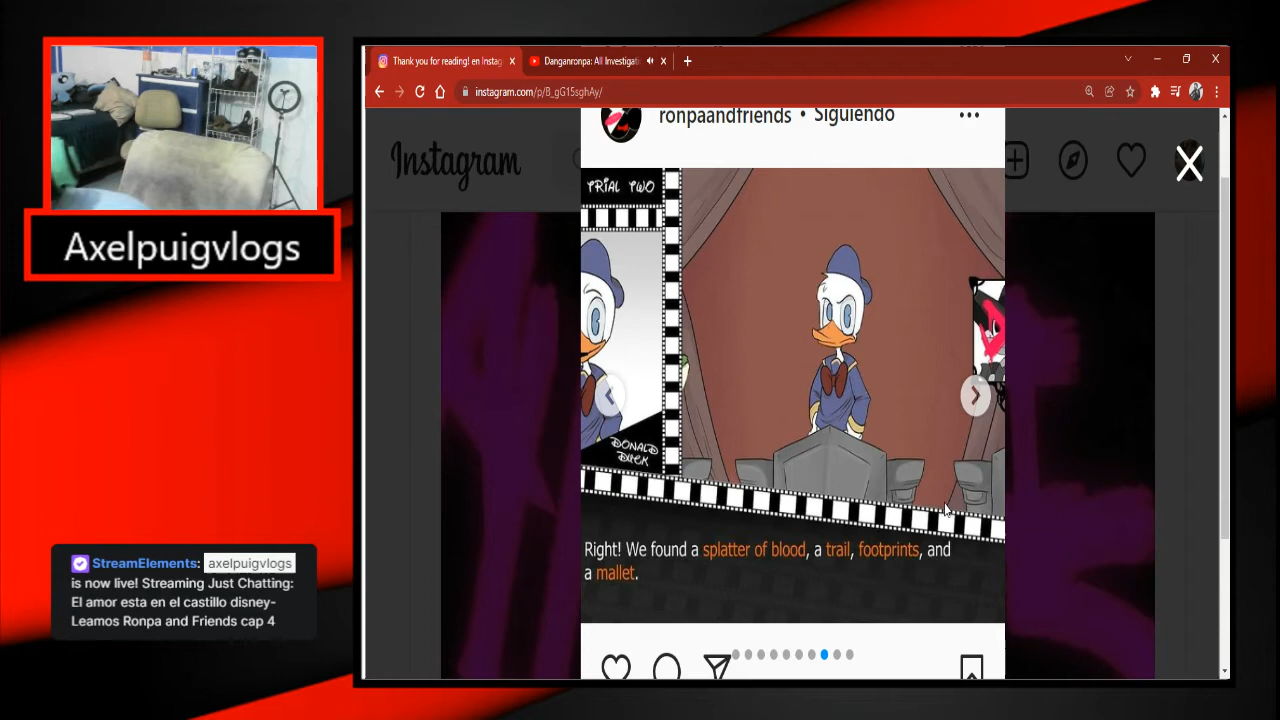 Axelpuigvlogs
StreamElements: axelpuigvlogs
is now live! Streaming Just Chatting:
El amor esta en el castillo disney-
Leamos Ronpa and Friends cap 4
Thank you for reading! en Instag
Danganronpa: All Investigati
instagram.com/p/B_gG15sghAy/
Instagram
ronpaandfriends • Siguiendo
TRIAL TWO
DONALD
DUCK
Right! We found a splatter of blood, a trail, footprints, and
a mallet.